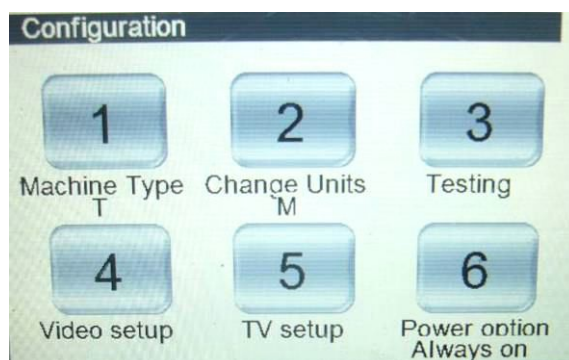 Configuration
1 2 3
Machine Type Change Units Testing
T M
4 5 6
Video setup TV setup Power option
Always on